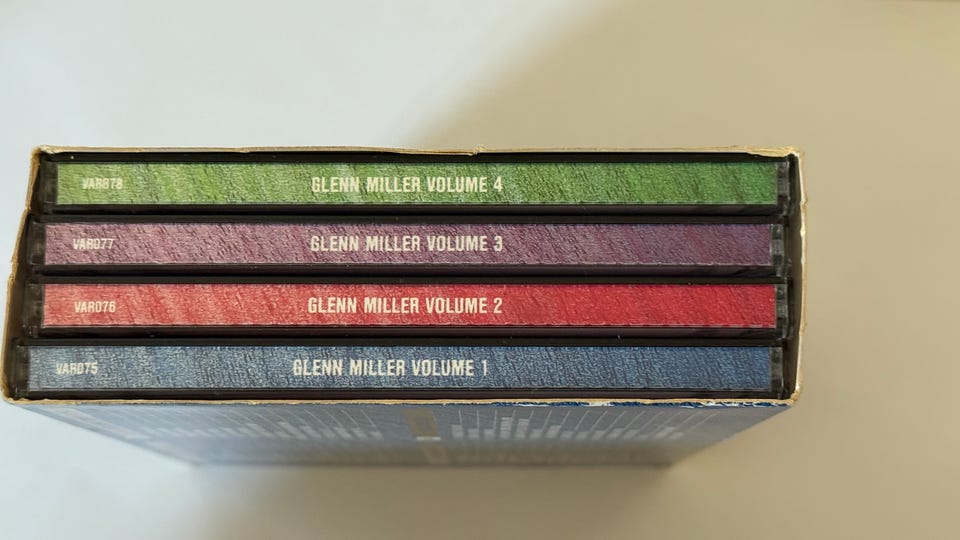 VAR078 GLENN MILLER VOLUME 4
VAR077 GLENN MILLER VOLUME 3
VAR076 GLENN MILLER VOLUME 2
VAR075 GLENN MILLER VOLUME 1